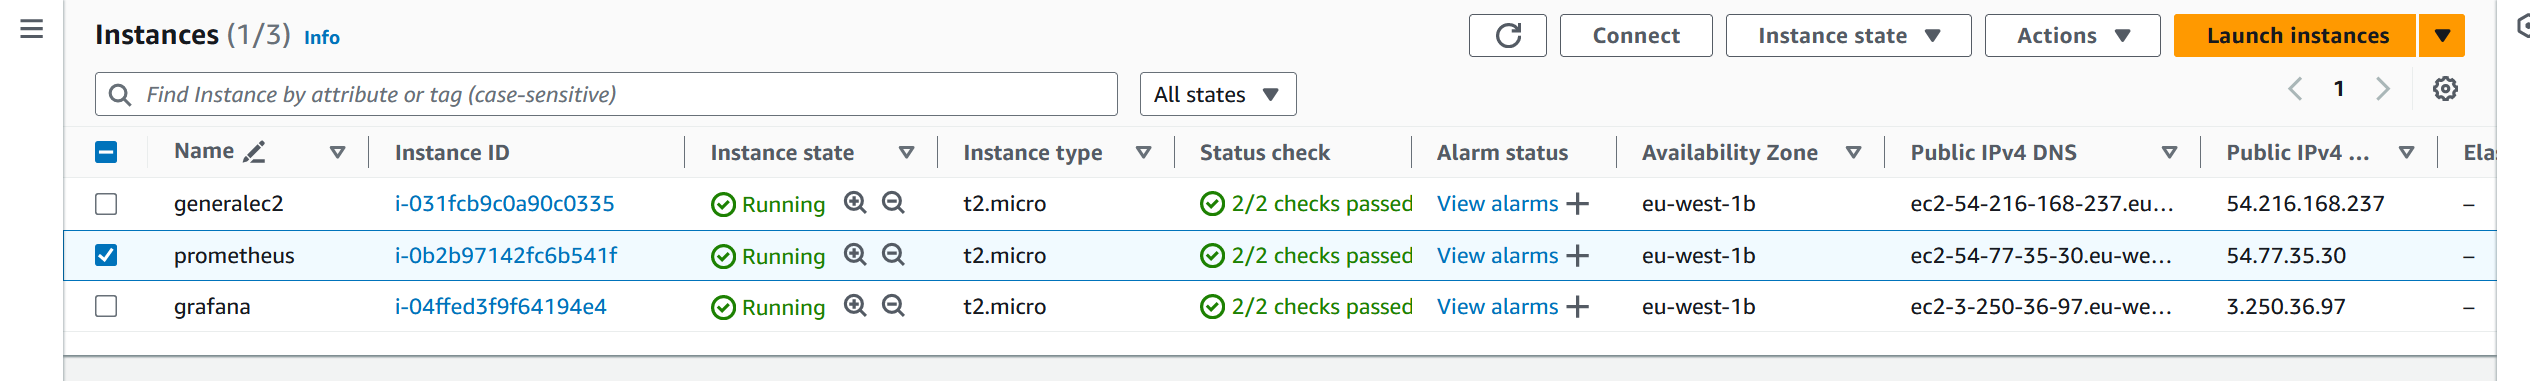 Instances (1/3) Info Connect Instance state Actions Launch instances
Find Instance by attribute or tag (case-sensitive) All states 1
Name Instance ID Instance state Instance type Status check Alarm status Availability Zone Public IPv4 DNS Public IPv4 ... Ela
generalec2 i-031fcb9c0a90c0335 Running t2.micro 2/2 checks passed View alarms + eu-west-1b ec2-54-216-168-237.eu... 54.216.168.237 –
prometheus i-0b2b97142fc6b541f Running t2.micro 2/2 checks passed View alarms + eu-west-1b ec2-54-77-35-30.eu-we... 54.77.35.30 –
grafana i-04ffed3f9f64194e4 Running t2.micro 2/2 checks passed View alarms + eu-west-1b ec2-3-250-36-97.eu-we... 3.250.36.97 –